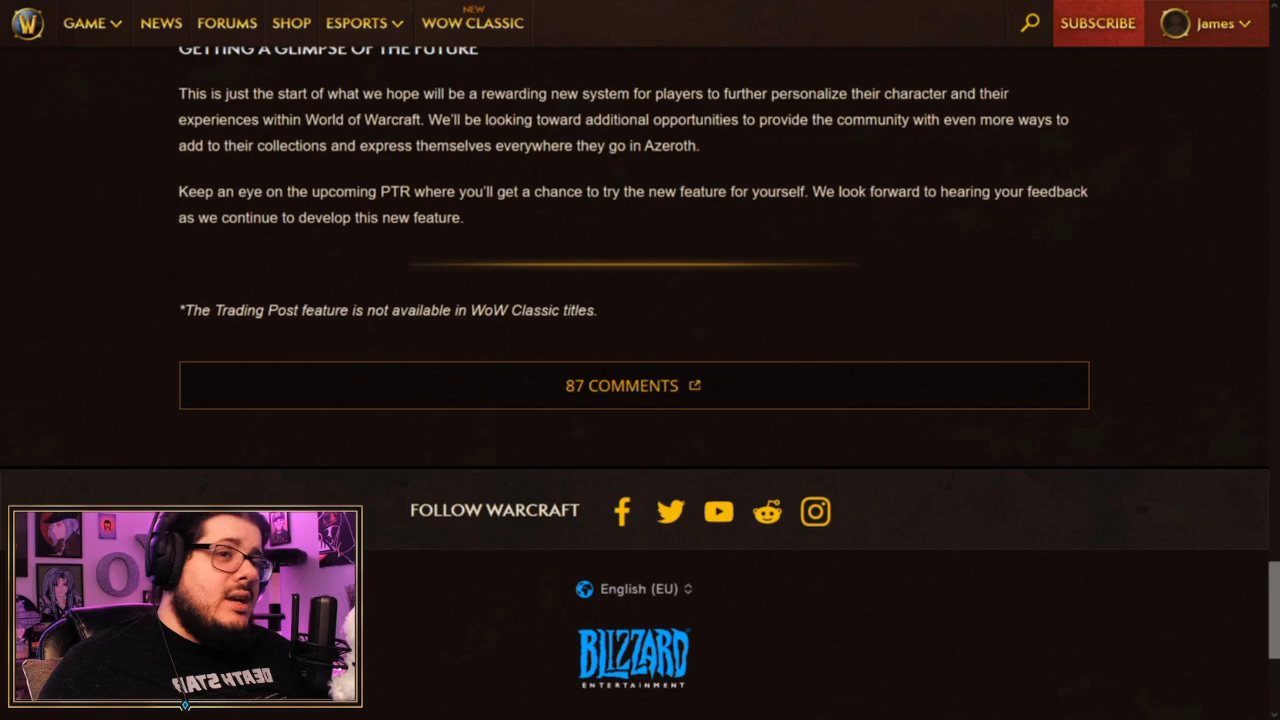 GAME
NEWS
FORUMS
SHOP
ESPORTS
NEW
WOW CLASSIC
SUBSCRIBE
James
GETTING A GLIMPSE OF THE FUTURE
This is just the start of what we hope will be a rewarding new system for players to further personalize their character and their
experiences within World of Warcraft. We'll be looking toward additional opportunities to provide the community with even more ways to
add to their collections and express themselves everywhere they go in Azeroth.
Keep an eye on the upcoming PTR where you'll get a chance to try the new feature for yourself. We look forward to hearing your feedback
as we continue to develop this new feature.
*The Trading Post feature is not available in WoW Classic titles.
87 COMMENTS
FOLLOW WARCRAFT
English (EU)
BLIZZARD
ENTERTAINMENT
DEATH STAR